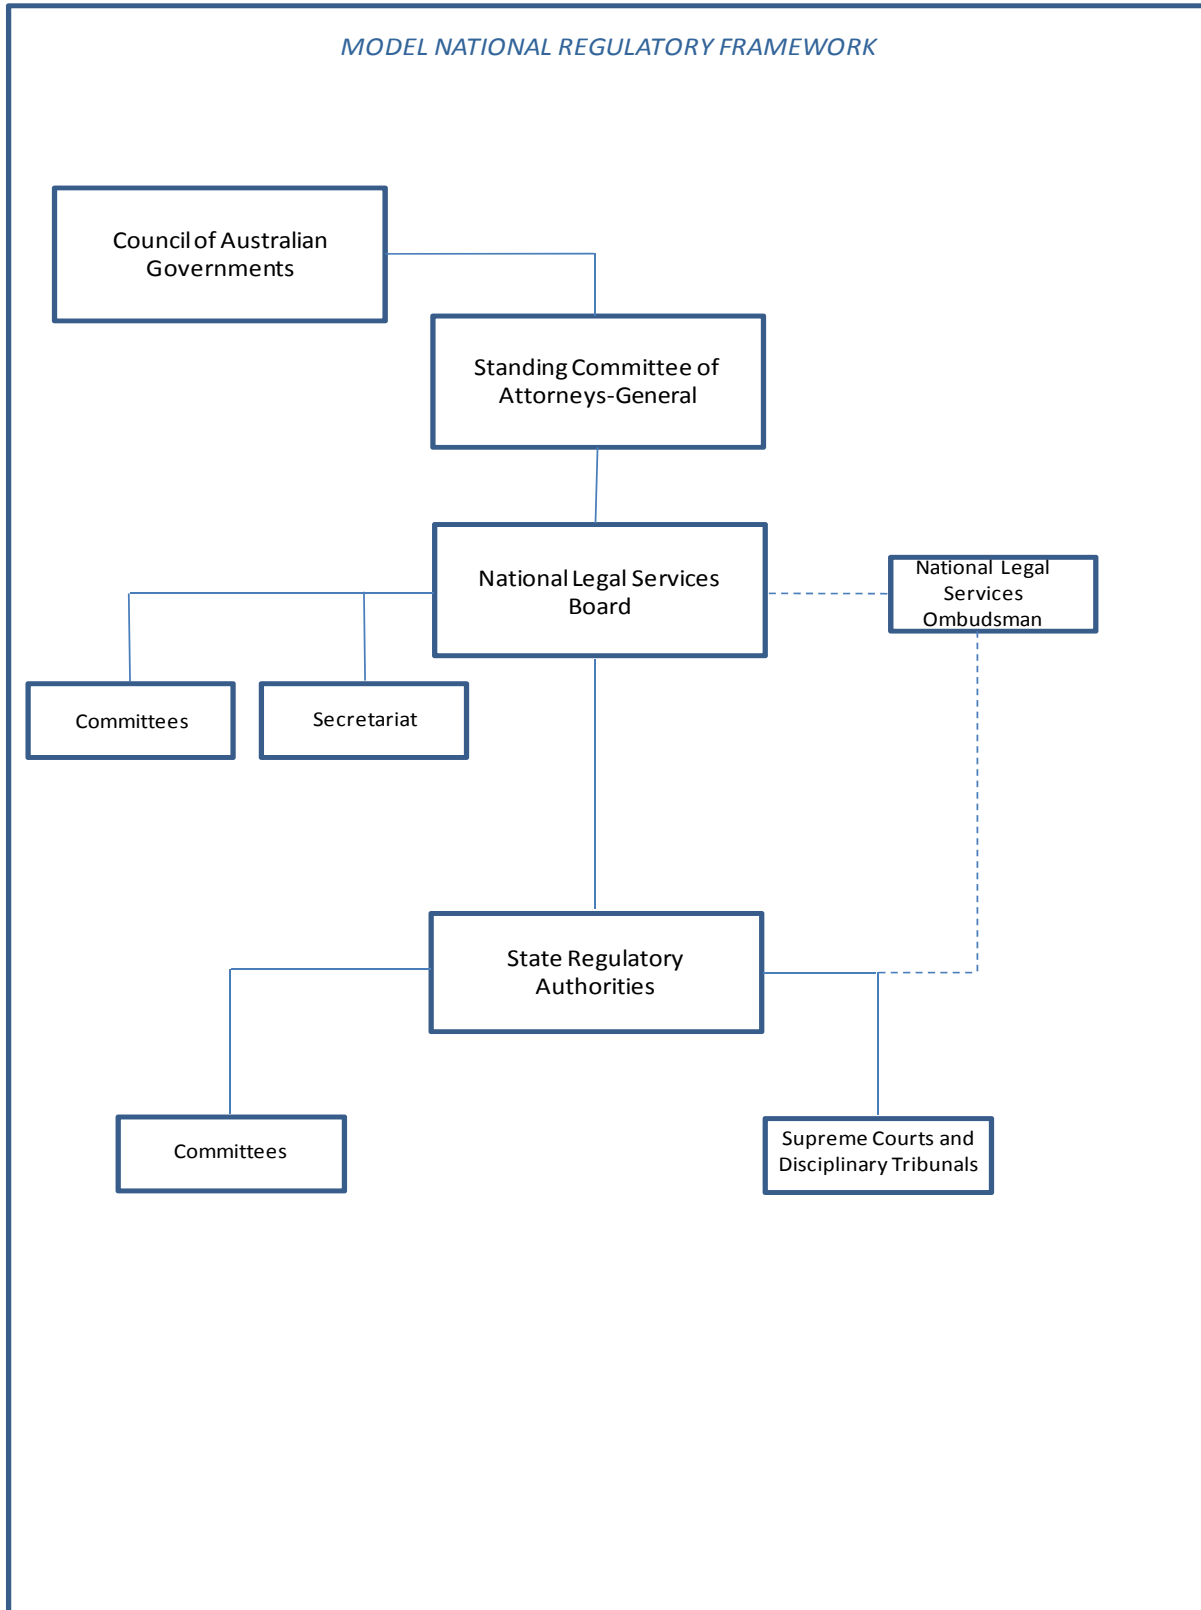 MODEL NATIONAL REGULATORY FRAMEWORK
Council of Australian
Governments
Standing Committee of
Attorneys-General
National Legal Services
Board
National Legal
Services
Ombudsman
Committees
Secretariat
State Regulatory
Authorities
Committees
Supreme Courts and
Disciplinary Tribunals